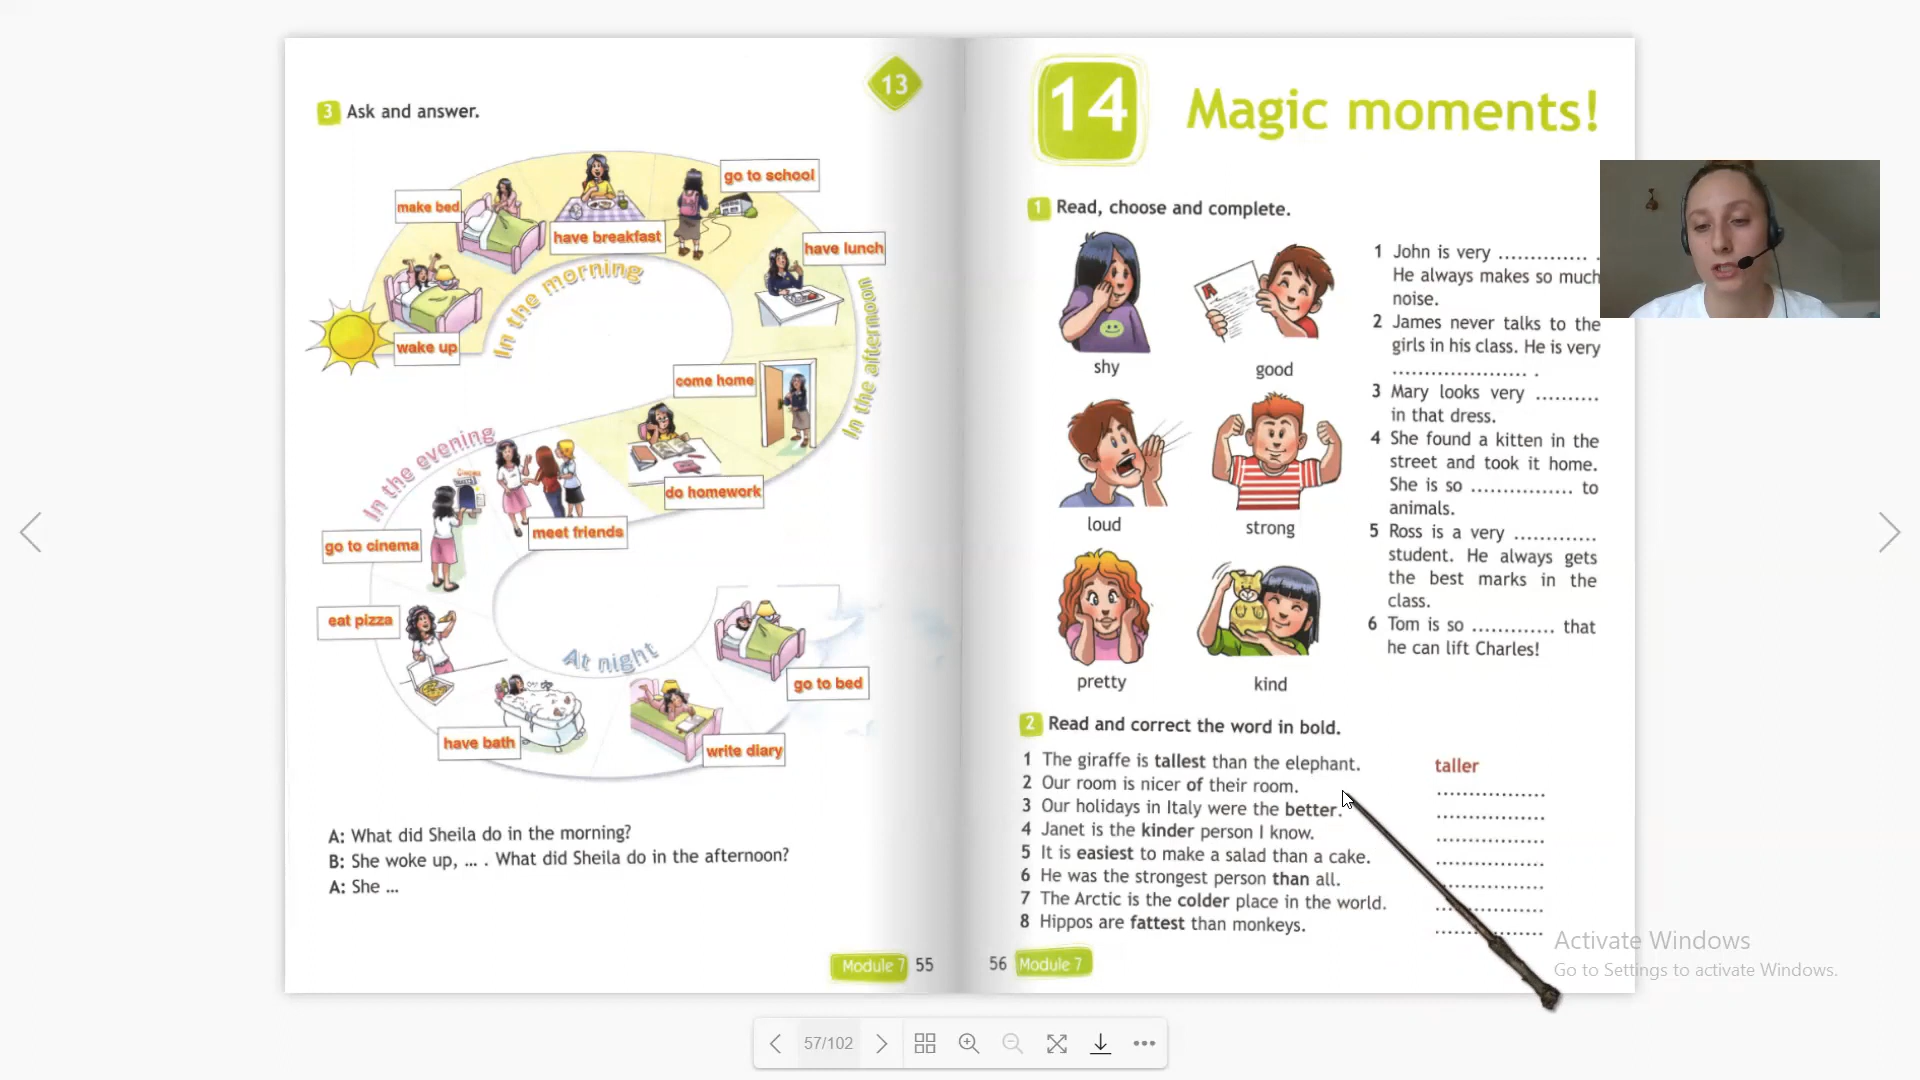 13
3 Ask and answer.
go to school
make bed
have breakfast
have lunch
In the morning
wake up
In the afternoon
come home
In the evening
CINEMA
do homework
meet friends
go to cinema
eat pizza
At night
go to bed
have bath
write diary
A: What did Sheila do in the morning?
B: She woke up, ... . What did Sheila do in the afternoon?
A: She ...
Module 7 55
14 Magic moments!
1 Read, choose and complete.
A
shy
good
loud
strong
pretty
kind
1 John is very .............. .
He always makes so much
noise.
2 James never talks to the
girls in his class. He is very
..................... .
3 Mary looks very ..........
in that dress.
4 She found a kitten in the
street and took it home.
She is so ................ to
animals.
5 Ross is a very .............
student. He always gets
the best marks in the
class.
6 Tom is so ............. that
he can lift Charles!
2 Read and correct the word in bold.
1 The giraffe is tallest than the elephant. taller
2 Our room is nicer of their room. .................
3 Our holidays in Italy were the better. .................
4 Janet is the kinder person I know. .................
5 It is easiest to make a salad than a cake. .................
6 He was the strongest person than all. .................
7 The Arctic is the colder place in the world. .................
8 Hippos are fattest than monkeys. .................
56 Module 7
Activate Windows
Go to Settings to activate Windows.
57/102